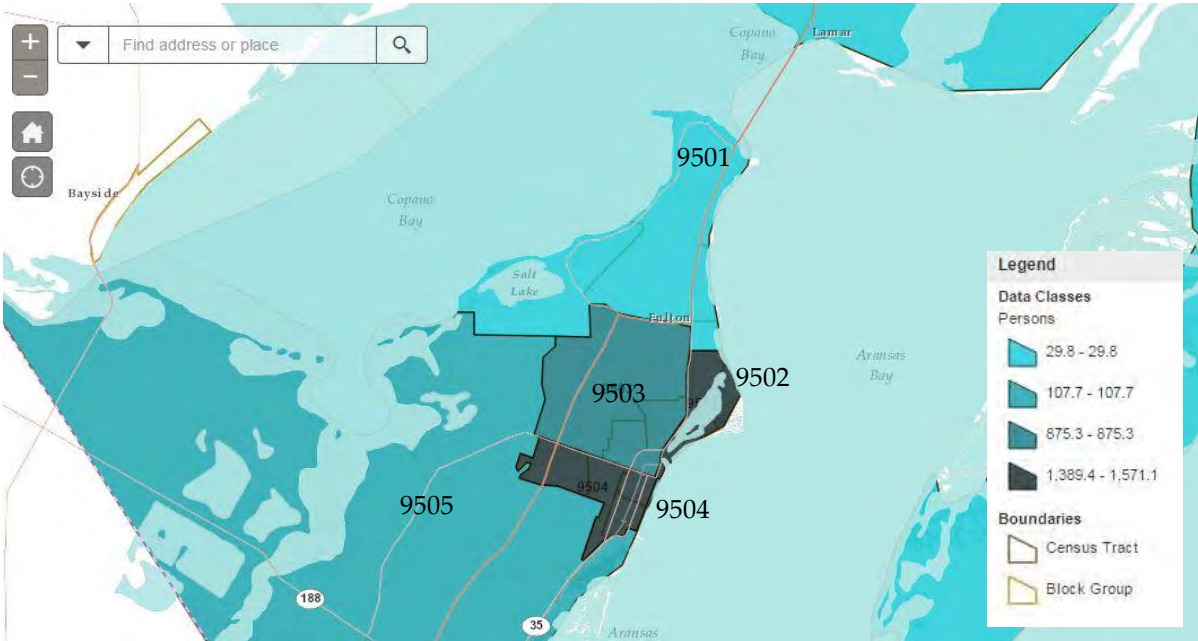 Find address or place
Copano
Bay
Lamar
9501
Bayside
Copano
Bay
Salt
Lake
Fulton
Aransas
Bay
9502
9503
9504
9505
9504
188
35
Aransas
Legend
Data Classes
Persons
29.8 - 29.8
107.7 - 107.7
875.3 - 875.3
1,389.4 - 1,571.1
Boundaries
Census Tract
Block Group